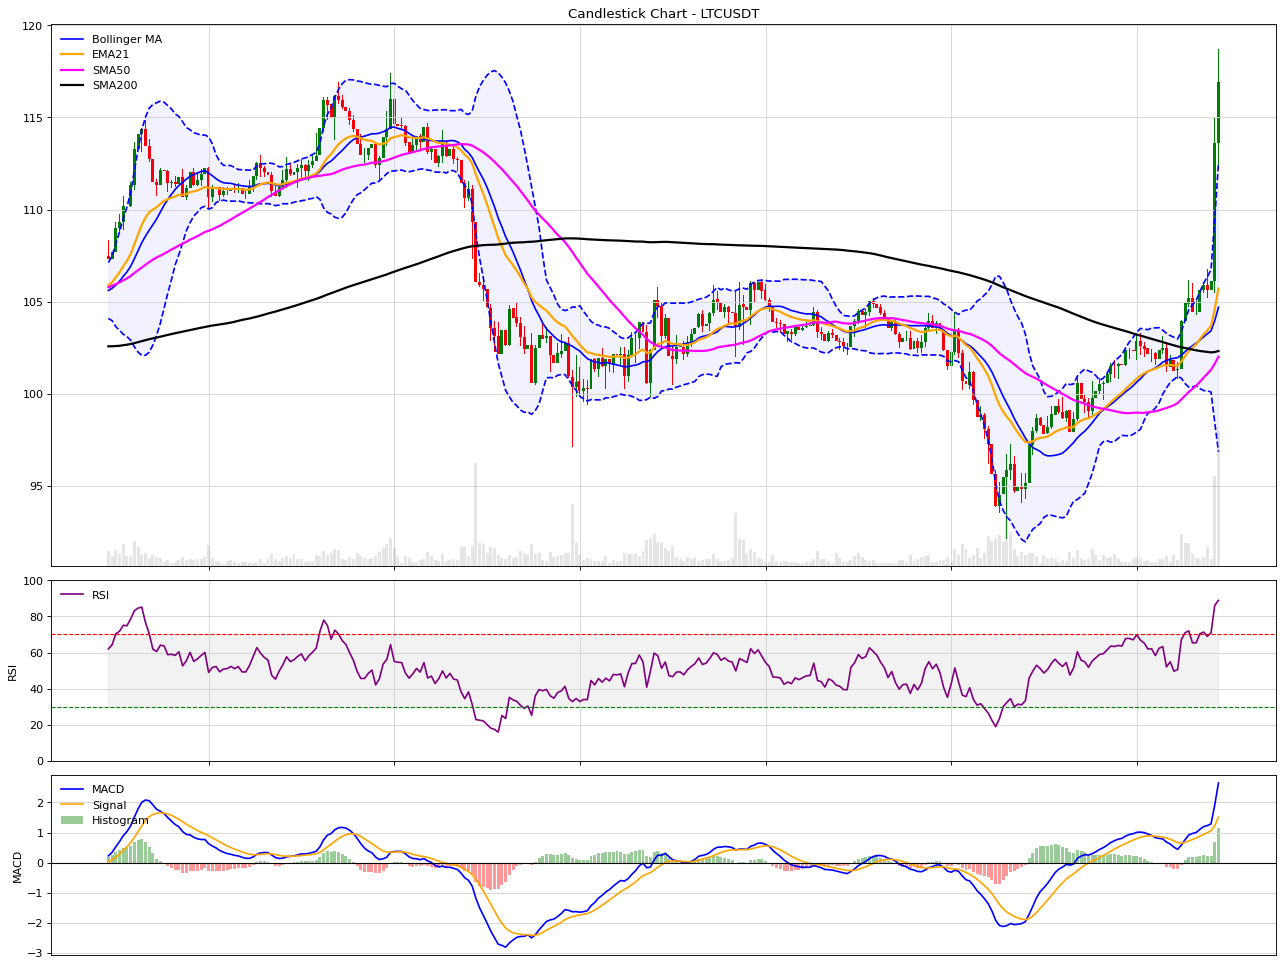 Candlestick Chart - LTCUSDT
120
Bollinger MA
EMA21
SMA50
SMA200
115
110
105
100
95
100
RSI
80
60
RSI
40
20
0
MACD
2
Signal
1
Histogram
MACD
0
−1
−2
−3